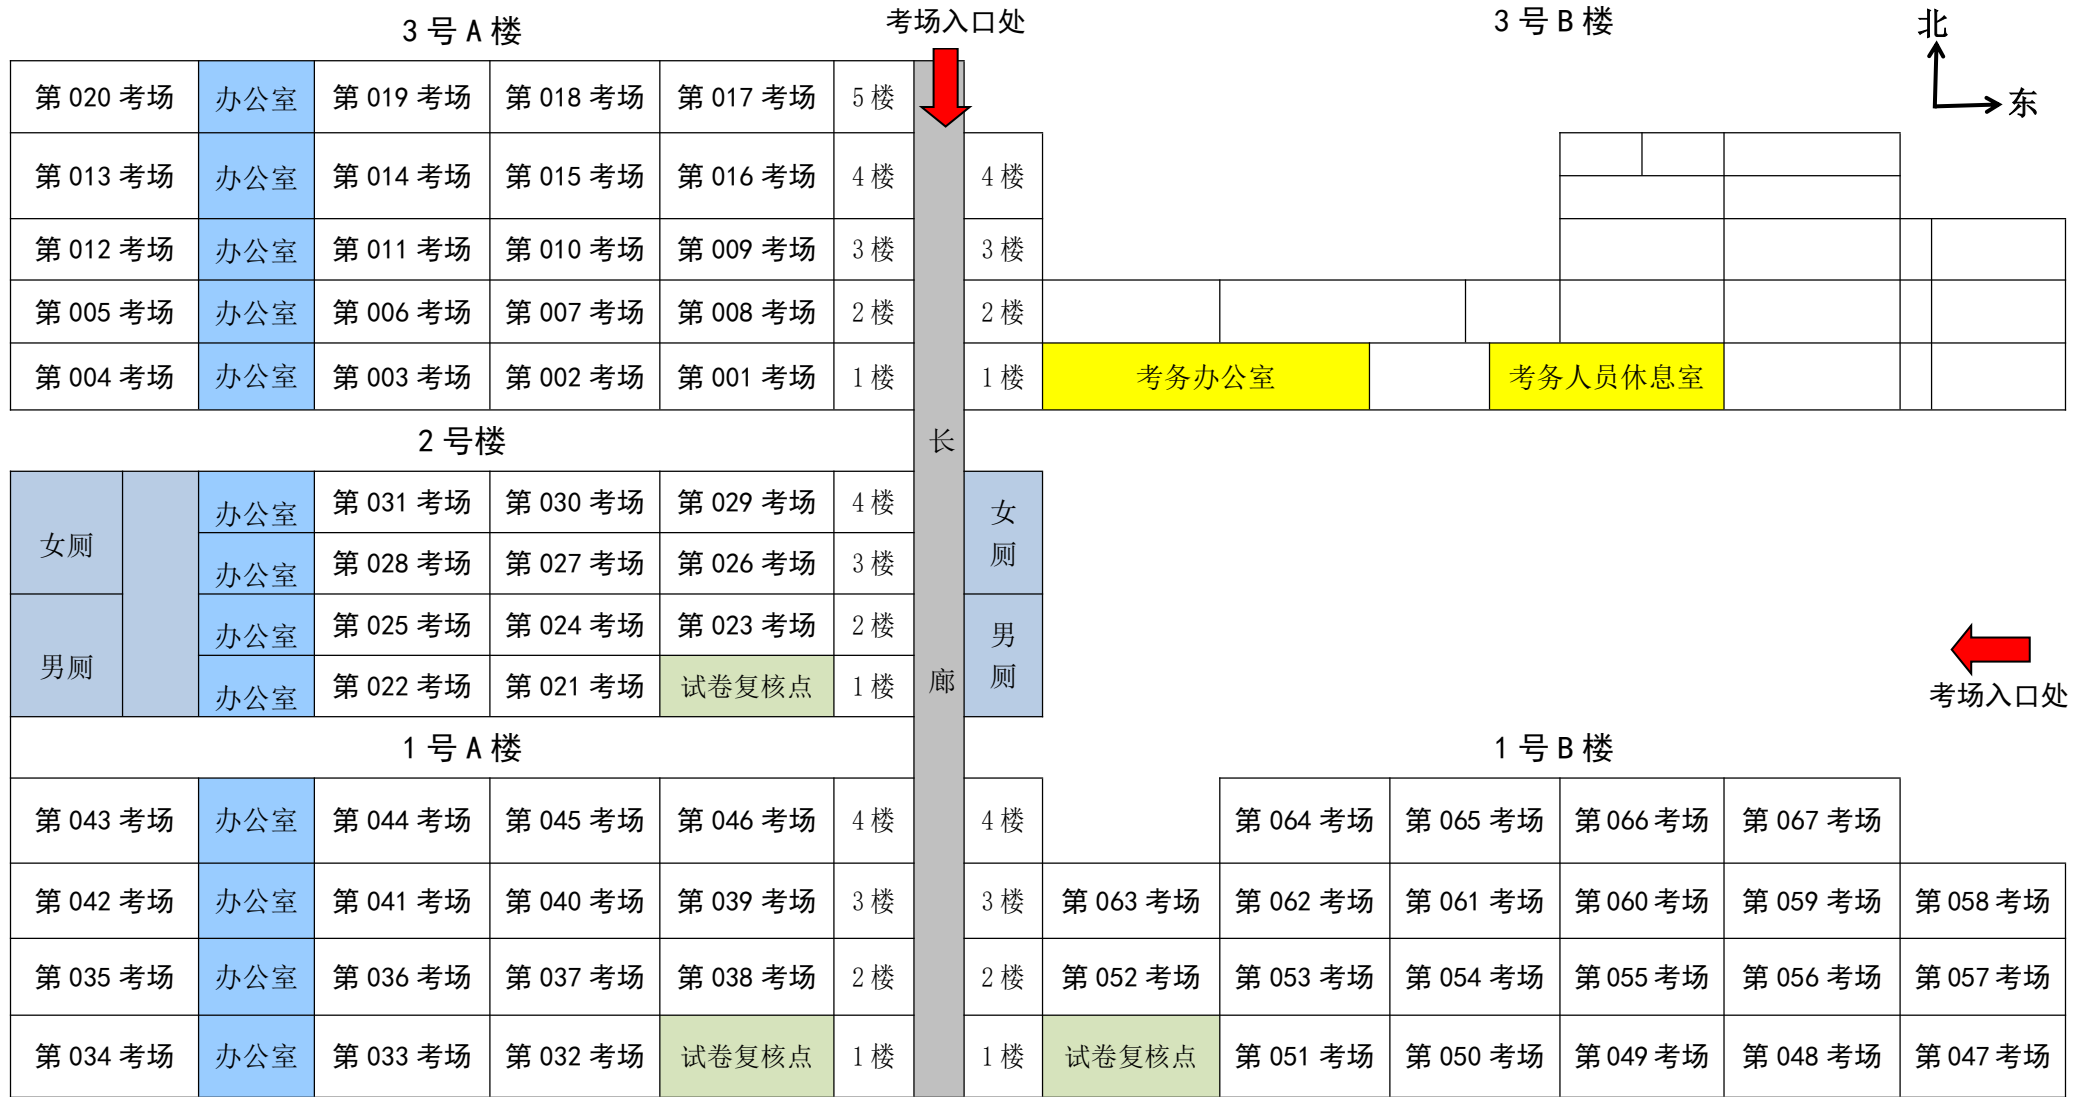 3号A楼
考场入口处
3号B楼
北
东
第020考场 办公室 第019考场 第018考场 第017考场 5楼
第013考场 办公室 第014考场 第015考场 第016考场 4楼 4楼
第012考场 办公室 第011考场 第010考场 第009考场 3楼 3楼
第005考场 办公室 第006考场 第007考场 第008考场 2楼 2楼
第004考场 办公室 第003考场 第002考场 第001考场 1楼 1楼 考务办公室 考务人员休息室
2号楼
长廊
女厕 办公室 第031考场 第030考场 第029考场 4楼 女厕
办公室 第028考场 第027考场 第026考场 3楼
男厕 办公室 第025考场 第024考场 第023考场 2楼 男厕
办公室 第022考场 第021考场 试卷复核点 1楼
考场入口处
1号A楼
1号B楼
第043考场 办公室 第044考场 第045考场 第046考场 4楼 4楼 第064考场 第065考场 第066考场 第067考场
第042考场 办公室 第041考场 第040考场 第039考场 3楼 3楼 第063考场 第062考场 第061考场 第060考场 第059考场 第058考场
第035考场 办公室 第036考场 第037考场 第038考场 2楼 2楼 第052考场 第053考场 第054考场 第055考场 第056考场 第057考场
第034考场 办公室 第033考场 第032考场 试卷复核点 1楼 1楼 试卷复核点 第051考场 第050考场 第049考场 第048考场 第047考场